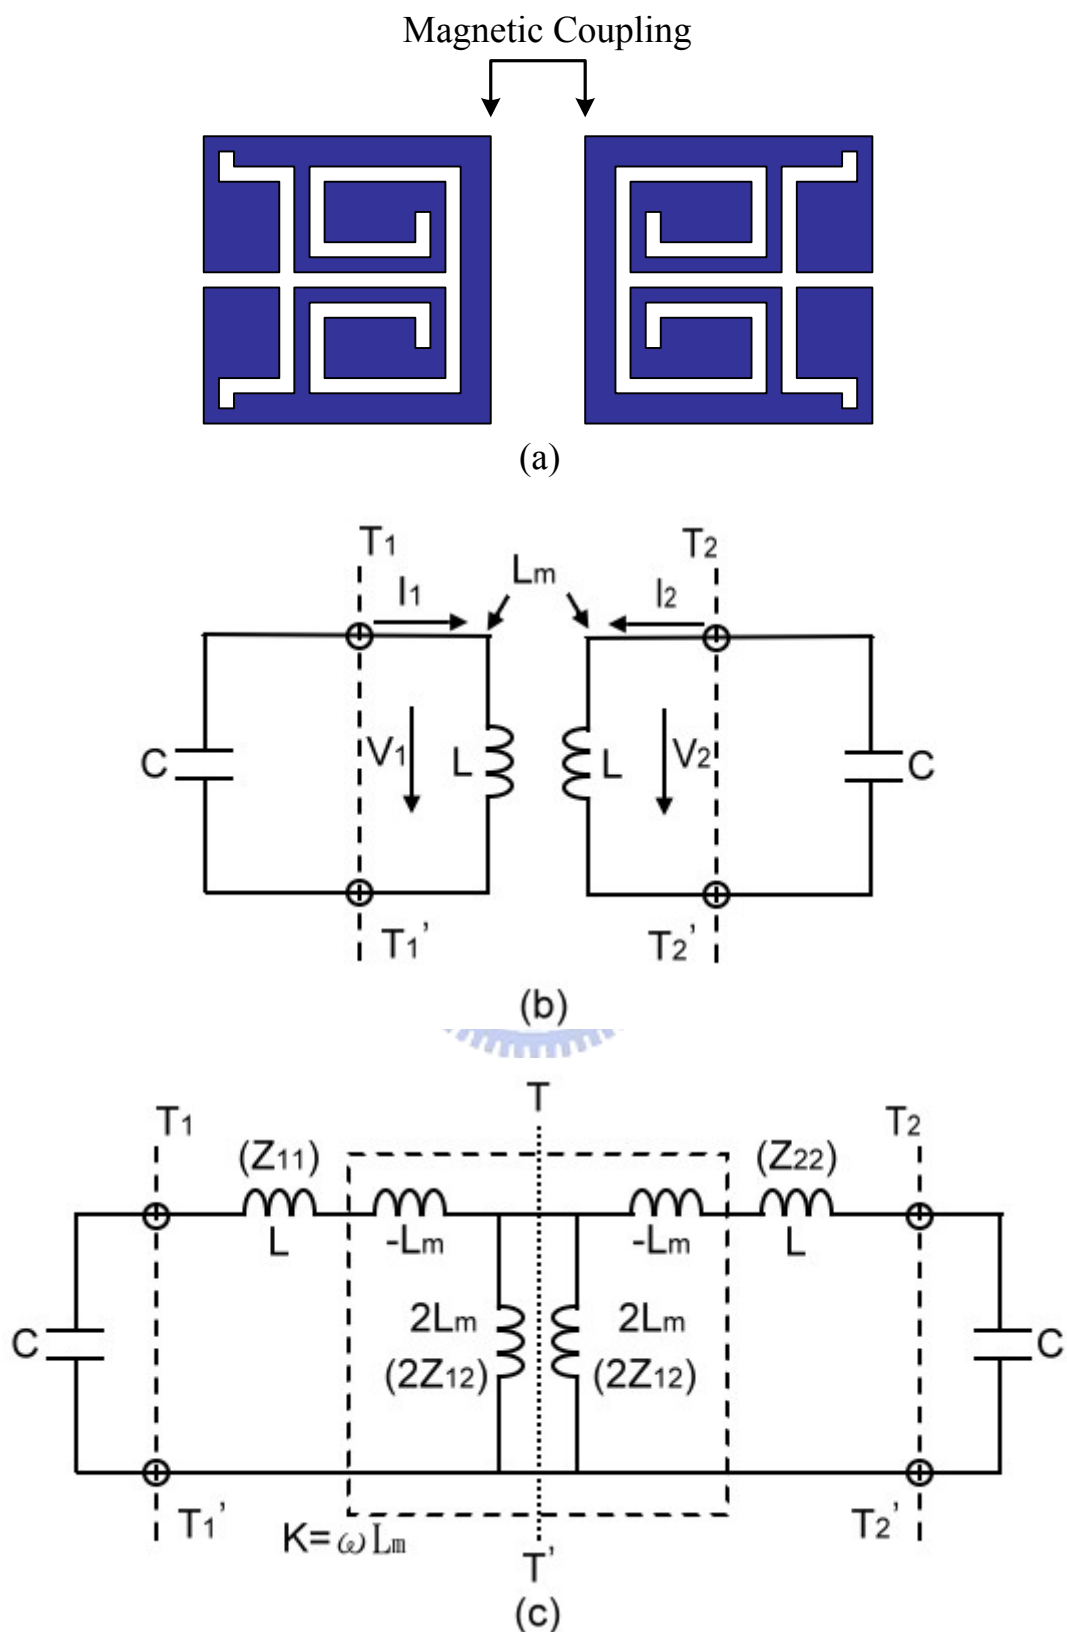 Magnetic Coupling
(a)
T1 T2
I1 Lm I2
C V1 L L V2 C
T1’ T2’
(b)
T
T1 T2
(Z11) (Z22)
L -Lm -Lm L
2Lm 2Lm
C C
(2Z12) (2Z12)
T1’ T2’
K=ωLm
T’
(c)